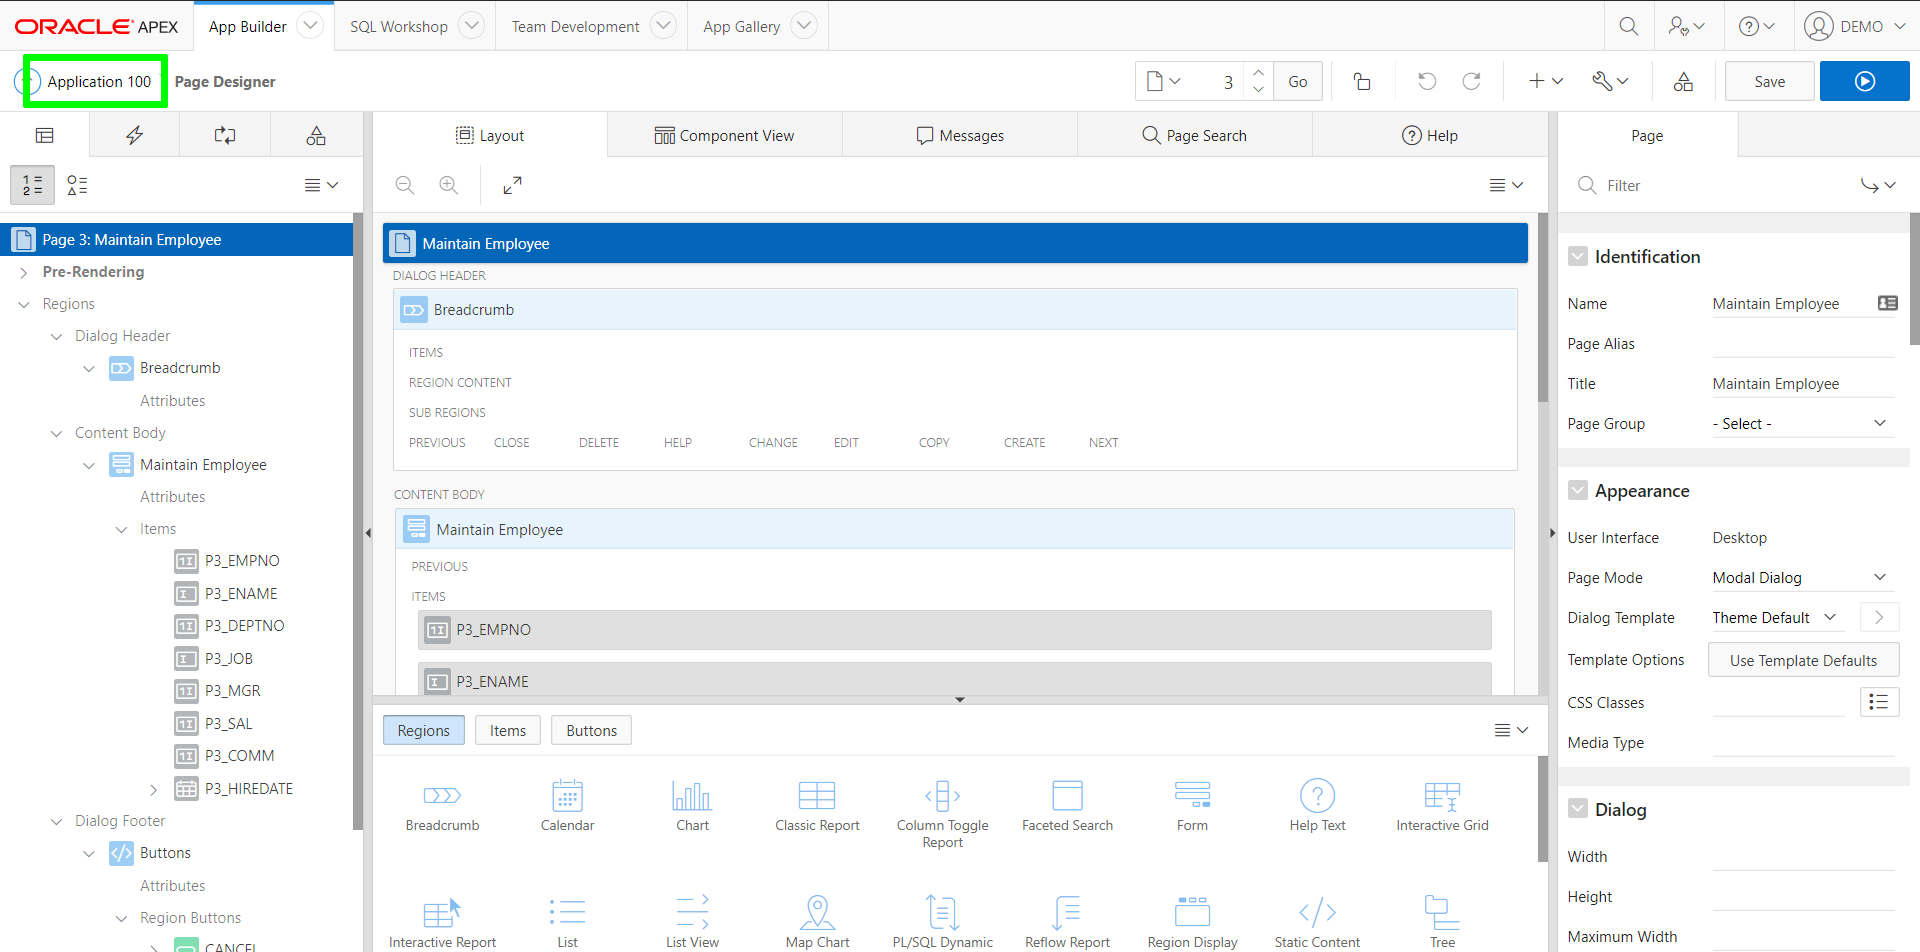 ORACLE APEX
App Builder
SQL Workshop
Team Development
App Gallery
DEMO
Application 100
Page Designer
3
Go
Save
Layout
Component View
Messages
Page Search
Help
Page
Filter
Page 3: Maintain Employee
Pre-Rendering
Regions
Dialog Header
Breadcrumb
Attributes
Content Body
Maintain Employee
Attributes
Items
P3_EMPNO
P3_ENAME
P3_DEPTNO
P3_JOB
P3_MGR
P3_SAL
P3_COMM
P3_HIREDATE
Dialog Footer
Buttons
Attributes
Region Buttons
CANCEL
Maintain Employee
DIALOG HEADER
Breadcrumb
ITEMS
REGION CONTENT
SUB REGIONS
PREVIOUS CLOSE DELETE HELP CHANGE EDIT COPY CREATE NEXT
CONTENT BODY
Maintain Employee
PREVIOUS
ITEMS
P3_EMPNO
P3_ENAME
Regions
Items
Buttons
Breadcrumb
Calendar
Chart
Classic Report
Column Toggle
Report
Faceted Search
Form
Help Text
Interactive Grid
Interactive Report
List
List View
Map Chart
PL/SQL Dynamic
Reflow Report
Region Display
Static Content
Tree
Identification
Name Maintain Employee
Page Alias
Title Maintain Employee
Page Group - Select -
Appearance
User Interface Desktop
Page Mode Modal Dialog
Dialog Template Theme Default
Template Options Use Template Defaults
CSS Classes
Media Type
Dialog
Width
Height
Maximum Width